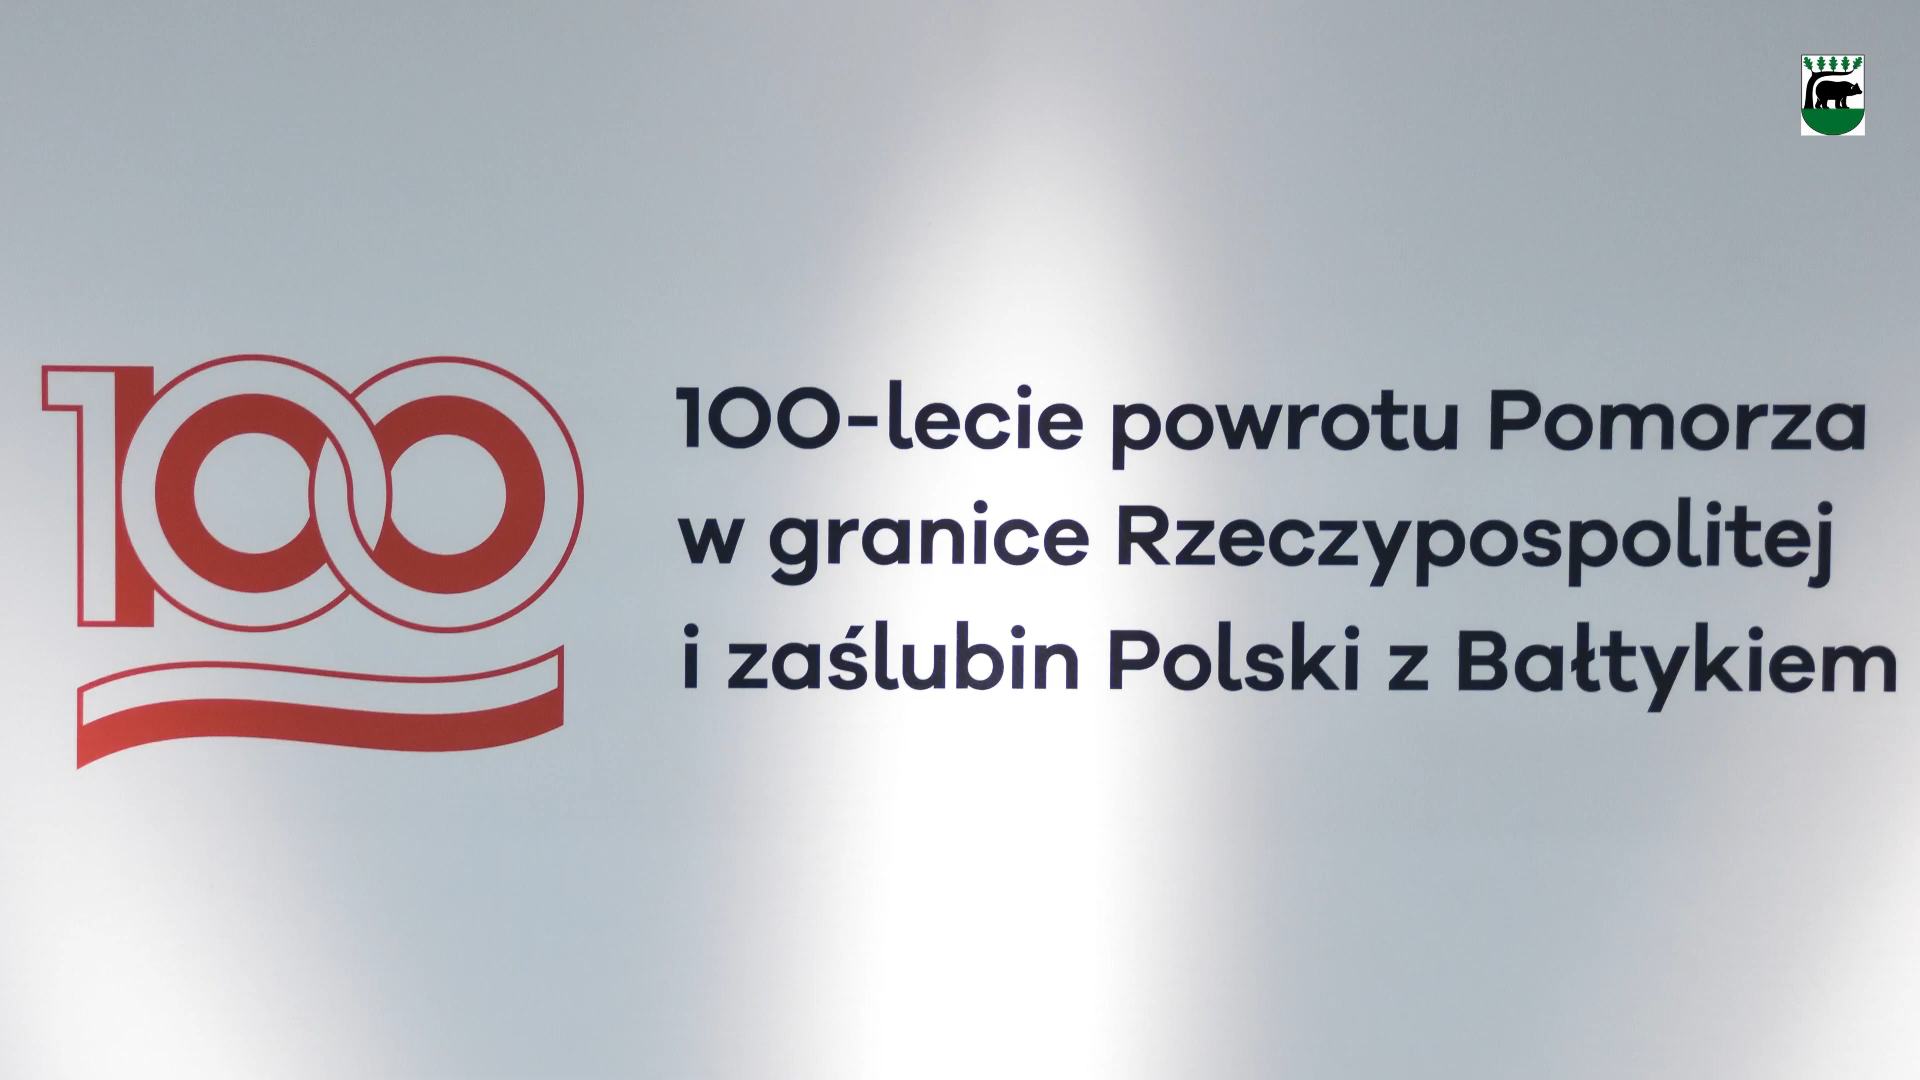 100
100-lecie powrotu Pomorza
w granice Rzeczypospolitej
i zaślubin Polski z Bałtykiem